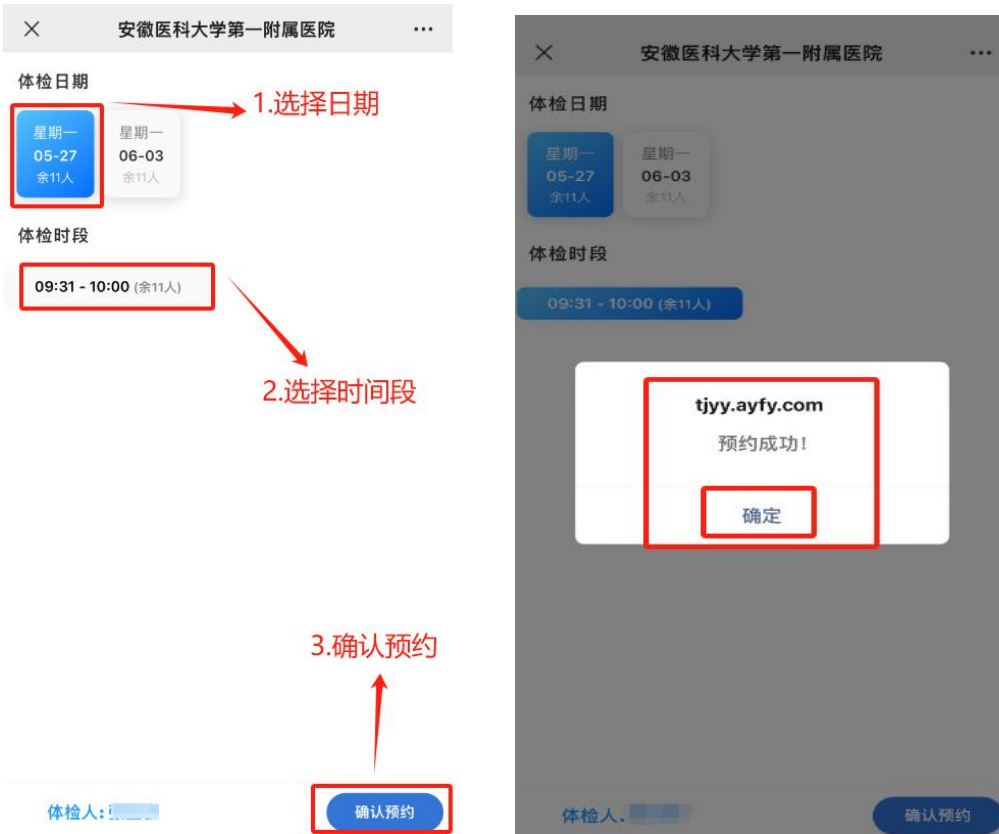 安徽医科大学第一附属医院
体检日期
1.选择日期
星期一
05-27
余11人
星期一
06-03
余11人
体检时段
09:31 - 10:00 (余11人)
2.选择时间段
3.确认预约
体检人:
确认预约
安徽医科大学第一附属医院
体检日期
星期一
05-27
余11人
星期一
06-03
余11人
体检时段
09:31 - 10:00 (余11人)
tjyy.ayfy.com
预约成功!
确定
体检人.
确认预约